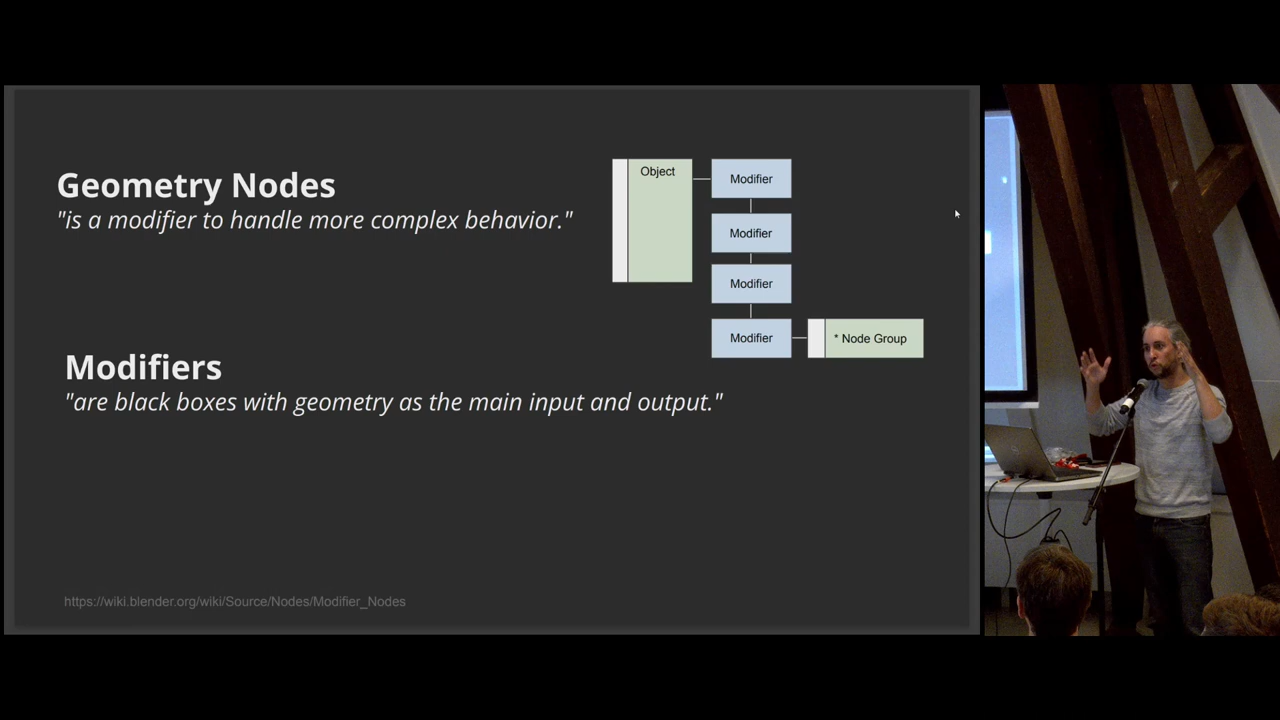 Geometry Nodes
"is a modifier to handle more complex behavior."
Object
Modifier
Modifier
Modifier
Modifier
* Node Group
Modifiers
"are black boxes with geometry as the main input and output."
https://wiki.blender.org/wiki/Source/Nodes/Modifier_Nodes